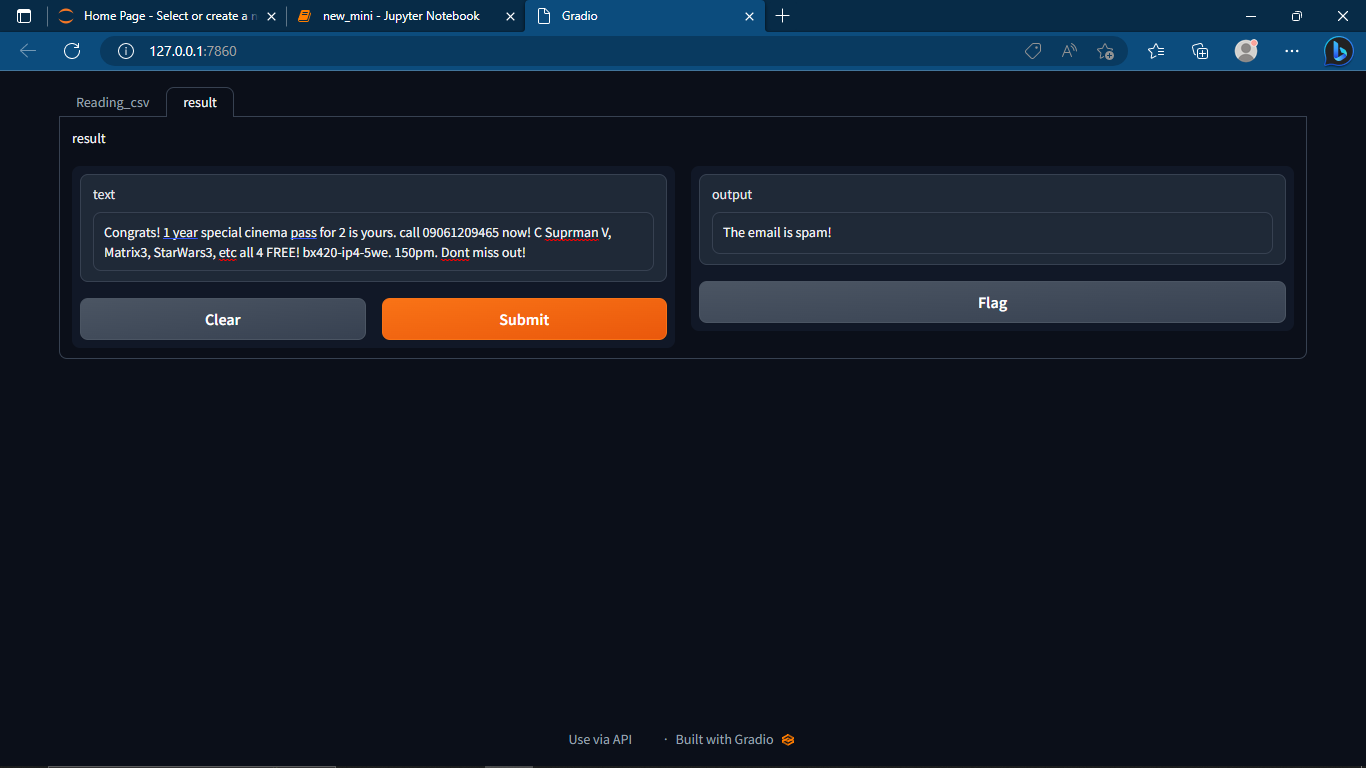 Home Page - Select or create a n
new_mini - Jupyter Notebook
Gradio
127.0.0.1:7860
Reading_csv
result
result
text
Congrats! 1 year special cinema pass for 2 is yours. call 09061209465 now! C Suprman V,
Matrix3, StarWars3, etc all 4 FREE! bx420-ip4-5we. 150pm. Dont miss out!
Clear
Submit
output
The email is spam!
Flag
Use via API · Built with Gradio